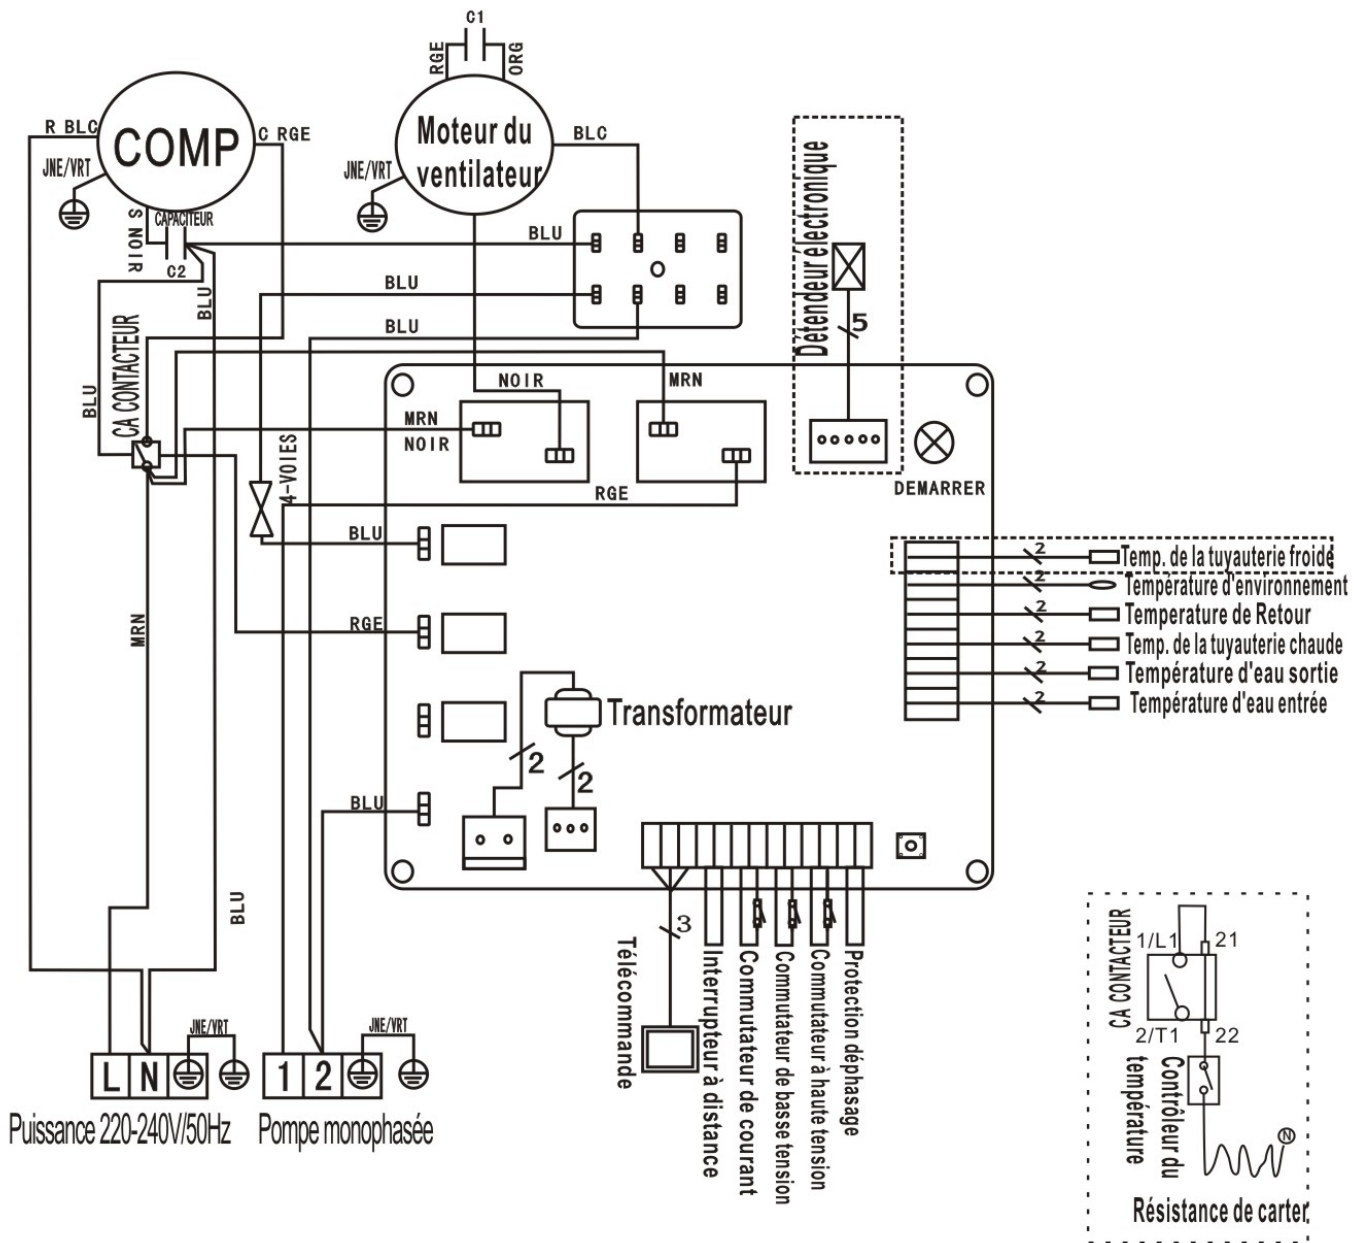 C1
RGE
ORG
R BLC
COMP
C RGE
JNE/VRT
Moteur du
ventilateur
BLC
JNE/VRT
NOIR S
CAPACITEUR
C2
BLU
BLU
BLU
BLU
BLU
CA CONTACTEUR
Détendeur électronique
5
NOIR
MRN
MRN
NOIR
4-VOIES
RGE
DEMARRER
BLU
RGE
MRN
BLU
2
Temp. de la tuyauterie froide
2
Température d'environnement
2
Temperature de Retour
2
Temp. de la tuyauterie chaude
2
Température d'eau sortie
2
Température d'eau entrée
Transformateur
2
2
BLU
3
Télécommande
Interrupteur à distance
Commutateur de courant
Commutateur de basse tension
Commutateur à haute tension
Protection déphasage
JNE/VRT
L N
Puissance 220-240V/50Hz
JNE/VRT
1 2
Pompe monophasée
CA CONTACTEUR
1/L1
21
2/T1
22
Contrôleur du
température
N
Résistance de carter